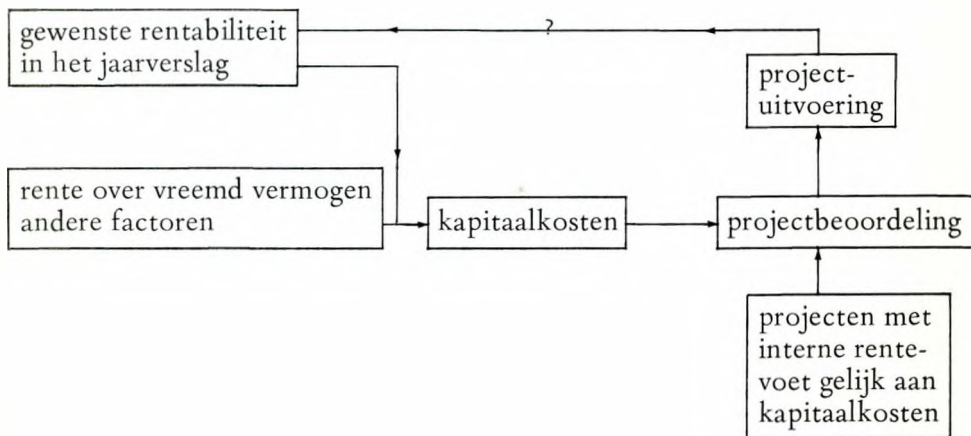 gewenste rentabiliteit
in het jaarverslag
?
project-
uitvoering
rente over vreemd vermogen
andere factoren
kapitaalkosten
projectbeoordeling
projecten met
interne rente-
voet gelijk aan
kapitaalkosten